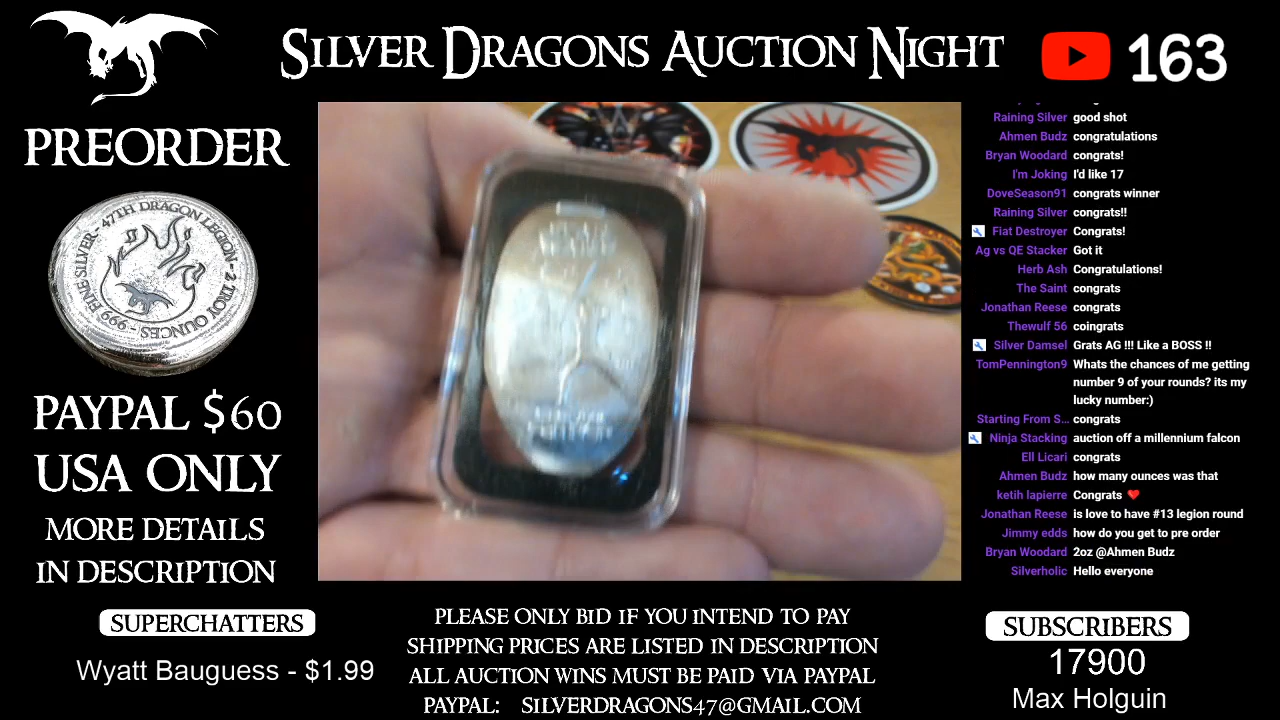 SILVER DRAGONS AUCTION NIGHT
163
PREORDER
47TH DRAGON LEGION - 2 TROY OUNCES - 999 FINE SILVER -
PAYPAL $60
USA ONLY
MORE DETAILS
IN DESCRIPTION
SUPERCHATTERS
Wyatt Bauguess - $1.99
Raining Silver good shot
Ahmen Budz congratulations
Bryan Woodard congrats!
I'm Joking I'd like 17
DoveSeason91 congrats winner
Raining Silver congrats!!
Fiat Destroyer Congrats!
Ag vs QE Stacker Got it
Herb Ash Congratulations!
The Saint congrats
Jonathan Reese congrats
Thewulf 56 coingrats
Silver Damsel Grats AG !!! Like a BOSS !!
TomPennington9 Whats the chances of me getting
number 9 of your rounds? its my
lucky number:)
Starting From S... congrats
Ninja Stacking auction off a millennium falcon
Ell Licari congrats
Ahmen Budz how many ounces was that
ketih lapierre Congrats ❤️
Jonathan Reese is love to have #13 legion round
Jimmy edds how do you get to pre order
Bryan Woodard 2oz @Ahmen Budz
Silverholic Hello everyone
PLEASE ONLY BID IF YOU INTEND TO PAY
SHIPPING PRICES ARE LISTED IN DESCRIPTION
ALL AUCTION WINS MUST BE PAID VIA PAYPAL
PAYPAL: SILVERDRAGONS47@GMAIL.COM
SUBSCRIBERS
17900
Max Holguin